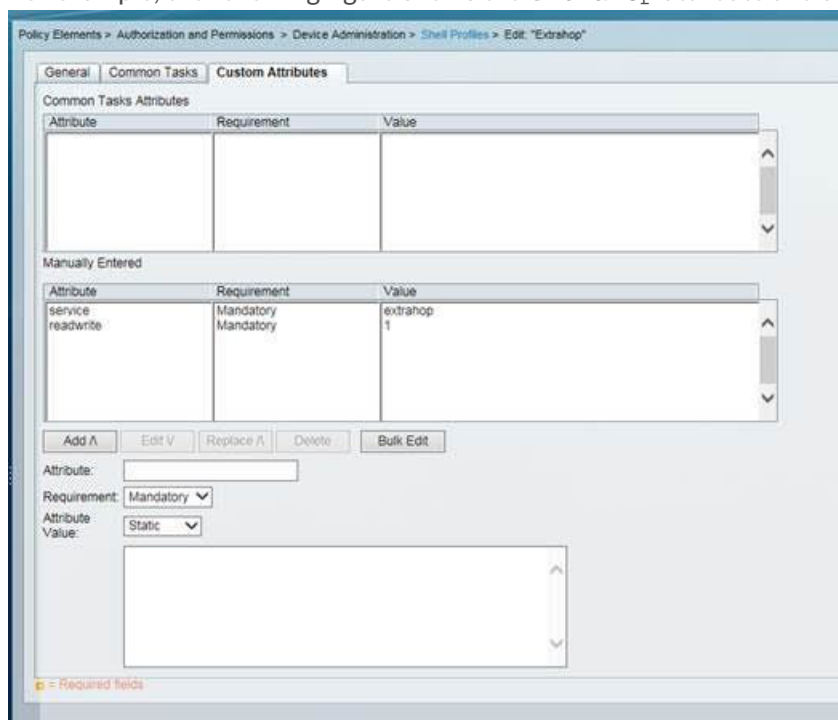 Policy Elements > Authorization and Permissions > Device Administration > Shell Profiles > Edit: "Extrahop"
General Common Tasks Custom Attributes
Common Tasks Attributes
Attribute Requirement Value
Manually Entered
Attribute Requirement Value
service Mandatory extrahop
readwrite Mandatory 1
Add Λ Edit V Replace Λ Delete Bulk Edit
Attribute:
Requirement: Mandatory
Attribute Value: Static
= Required fields